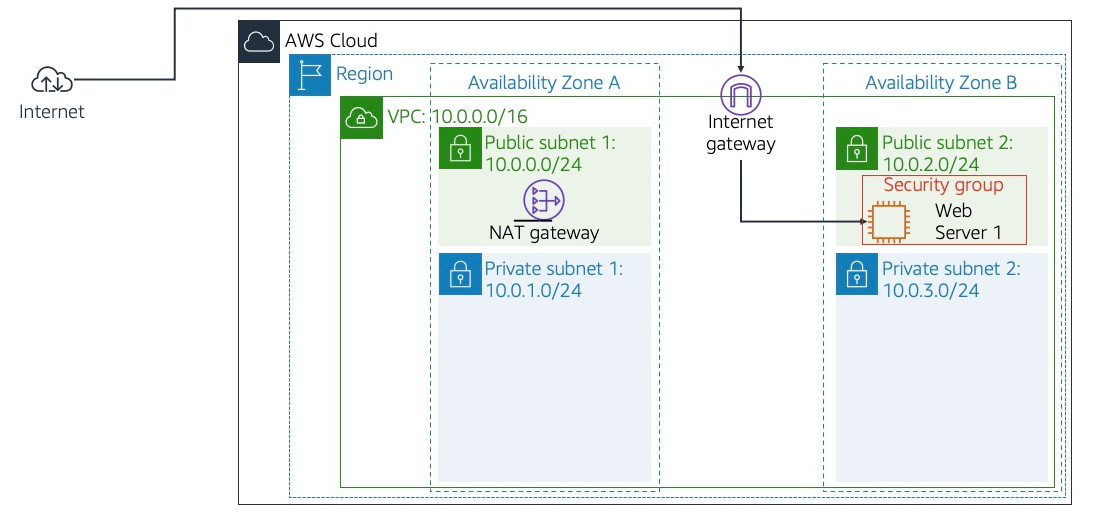 AWS Cloud
Internet
Region
Availability Zone A
Availability Zone B
VPC: 10.0.0.0/16
Internet
gateway
Public subnet 1:
10.0.0.0/24
NAT gateway
Public subnet 2:
10.0.2.0/24
Security group
Web
Server 1
Private subnet 1:
10.0.1.0/24
Private subnet 2:
10.0.3.0/24